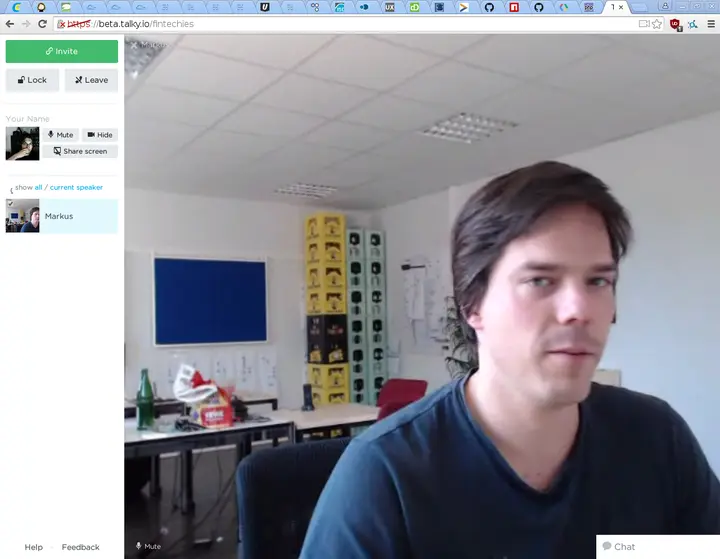 https://beta.talky.io/fintechies
Invite
Lock
Leave
Your Name
Mute
Hide
Share screen
show all / current speaker
Markus
Markus
Help
Feedback
Mute
Chat